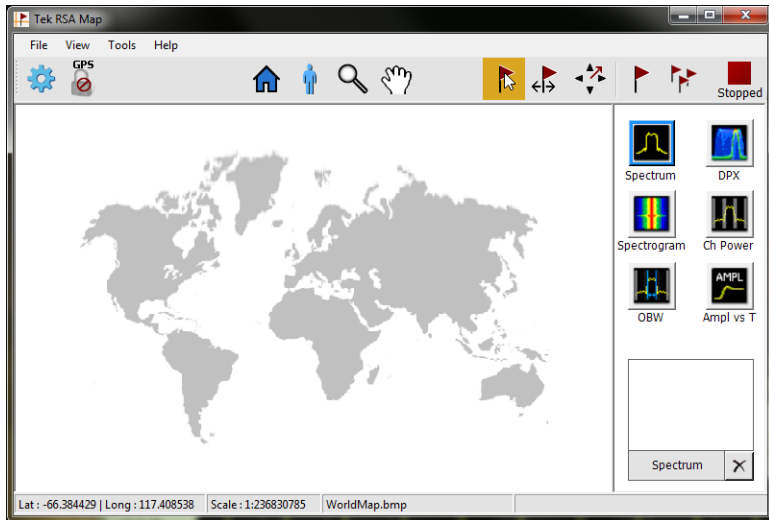 Tek RSA Map
File View Tools Help
GPS
Stopped
Spectrum DPX
Spectrogram Ch Power
AMPL
OBW Ampl vs T
Spectrum
Lat : -66.384429 | Long : 117.408538 Scale : 1:236830785 WorldMap.bmp